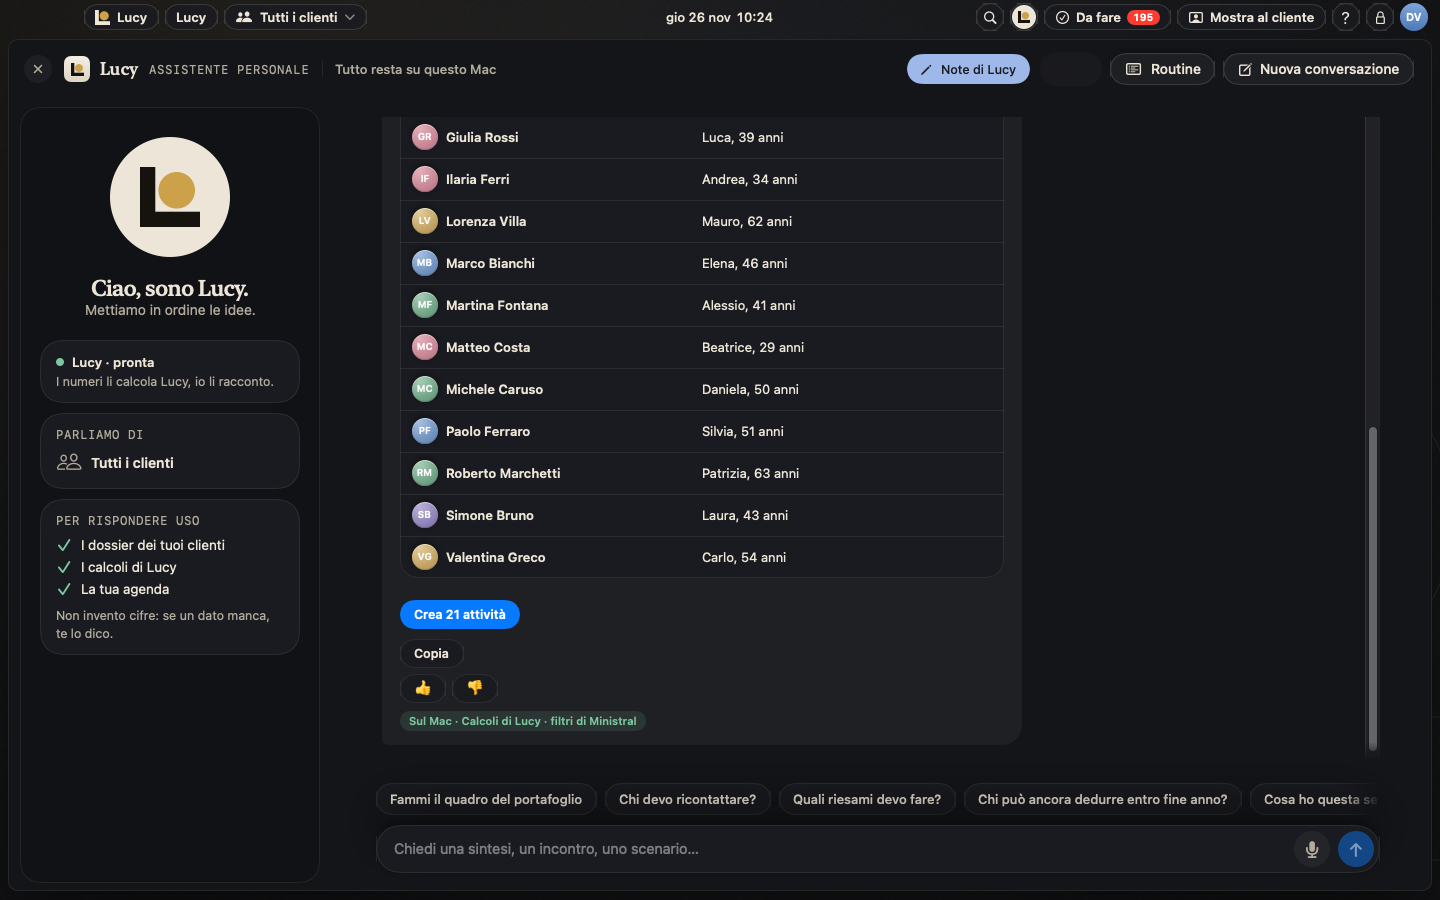 Lucy
Lucy
Tutti i clienti
gio 26 nov 10:24
Da fare 195
Mostra al cliente
?
DV
Lucy ASSISTENTE PERSONALE Tutto resta su questo Mac
Note di Lucy
Routine
Nuova conversazione
Ciao, sono Lucy.
Mettiamo in ordine le idee.
Lucy · pronta
I numeri li calcola Lucy, io li racconto.
PARLIAMO DI
Tutti i clienti
PER RISPONDERE USO
I dossier dei tuoi clienti
I calcoli di Lucy
La tua agenda
Non invento cifre: se un dato manca,
te lo dico.
GR Giulia Rossi Luca, 39 anni
IF Ilaria Ferri Andrea, 34 anni
LV Lorenza Villa Mauro, 62 anni
MB Marco Bianchi Elena, 46 anni
MF Martina Fontana Alessio, 41 anni
MC Matteo Costa Beatrice, 29 anni
MC Michele Caruso Daniela, 50 anni
PF Paolo Ferraro Silvia, 51 anni
RM Roberto Marchetti Patrizia, 63 anni
SB Simone Bruno Laura, 43 anni
VG Valentina Greco Carlo, 54 anni
Crea 21 attività
Copia
Sul Mac · Calcoli di Lucy · filtri di Ministral
Fammi il quadro del portafoglio
Chi devo ricontattare?
Quali riesami devo fare?
Chi può ancora dedurre entro fine anno?
Cosa ho questa se
Chiedi una sintesi, un incontro, uno scenario...